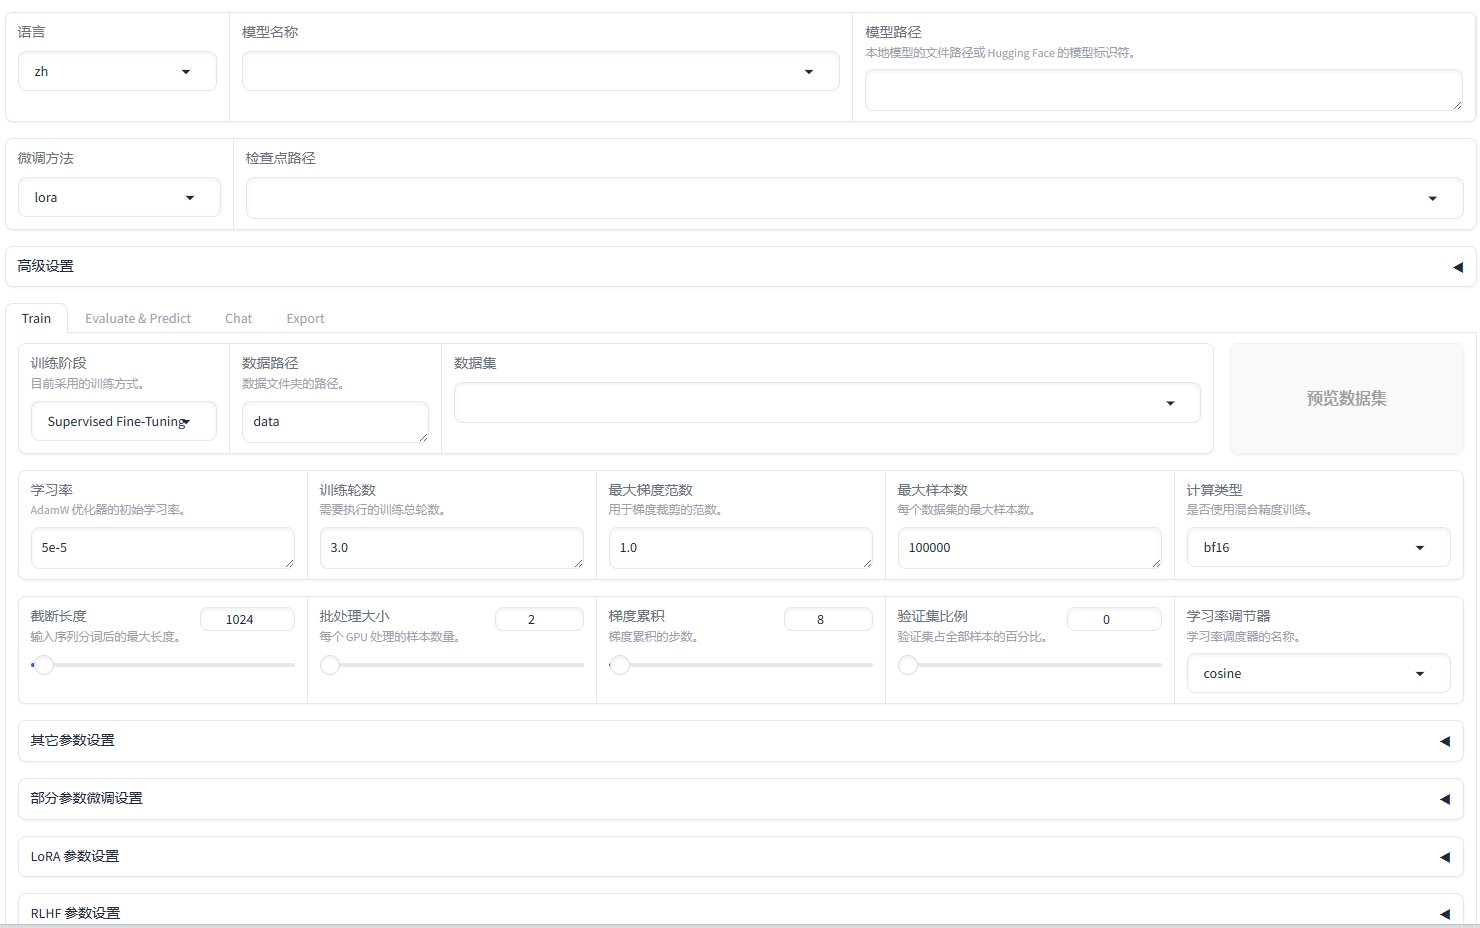 语言
zh
模型名称
模型路径
本地模型的文件路径或 Hugging Face 的模型标识符。
微调方法
lora
检查点路径
高级设置
Train
Evaluate & Predict
Chat
Export
训练阶段
目前采用的训练方式。
Supervised Fine-Tuning
数据路径
数据文件夹的路径。
data
数据集
预览数据集
学习率
AdamW 优化器的初始学习率。
5e-5
训练轮数
需要执行的训练总轮数。
3.0
最大梯度范数
用于梯度裁剪的范数。
1.0
最大样本数
每个数据集的最大样本数。
100000
计算类型
是否使用混合精度训练。
bf16
截断长度
1024
输入序列分词后的最大长度。
批处理大小
2
每个 GPU 处理的样本数量。
梯度累积
8
梯度累积的步数。
验证集比例
0
验证集占全部样本的百分比。
学习率调节器
学习率调度器的名称。
cosine
其它参数设置
部分参数微调设置
LoRA 参数设置
RLHF 参数设置